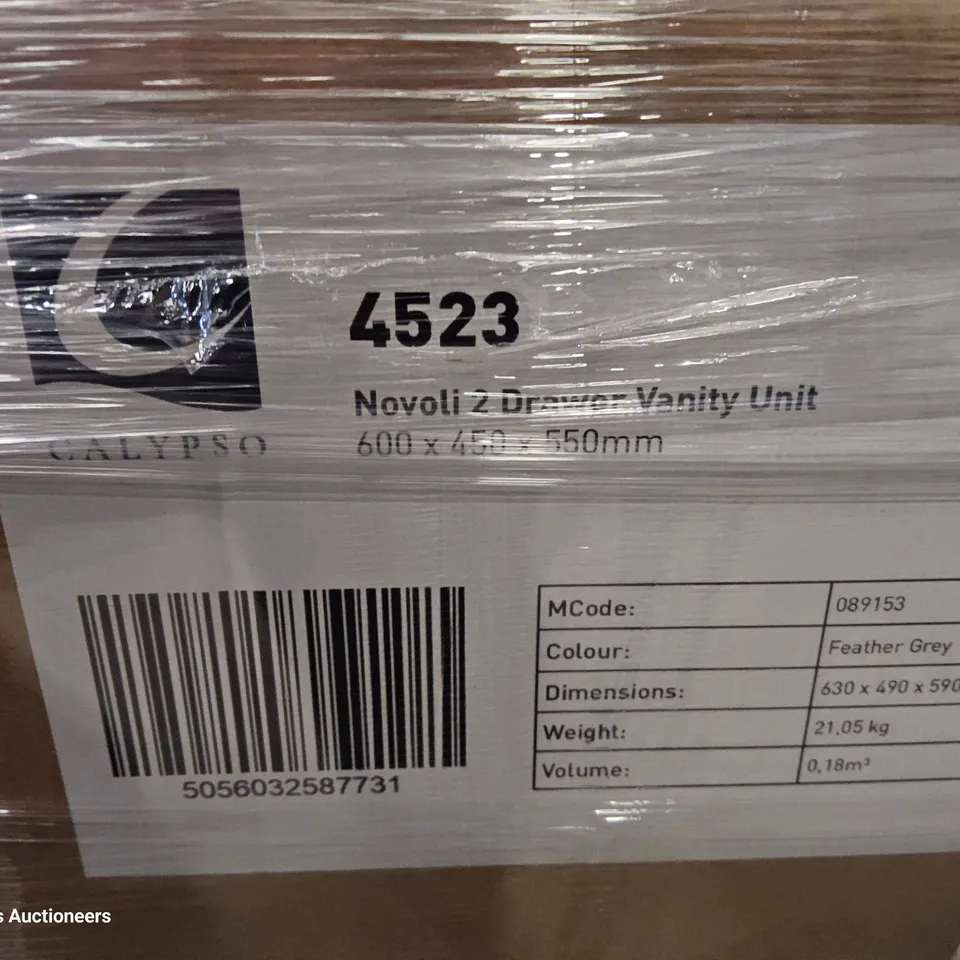 4523
Novoli 2 Drawer Vanity Unit
600 x 450 x 550mm
CALYPSO
MCode: 089153
Colour: Feather Grey
Dimensions: 630 x 490 x 590
Weight: 21,05 kg
Volume: 0,18m³
5056032587731
s Auctioneers